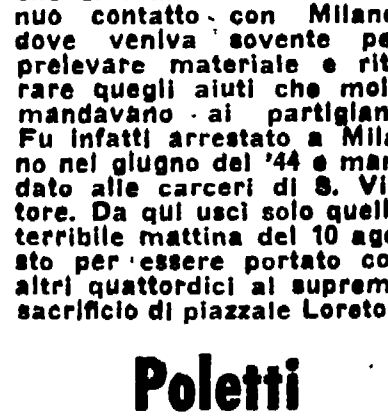 nuò contatto con Milano
dove veniva sovente pe
prelevare materiale e rit
rare quegli aiuti che mol
mandavano ai partigian
Fu infatti arrestato a Mila
no nel giugno del '44 e man
dato alle carceri di S. Vi
tore. Da qui uscì solo quell
terribile mattina del 10 ago
sto per essere portato co
altri quattordici al suprem
sacrificio di piazzale Loreto
Poletti